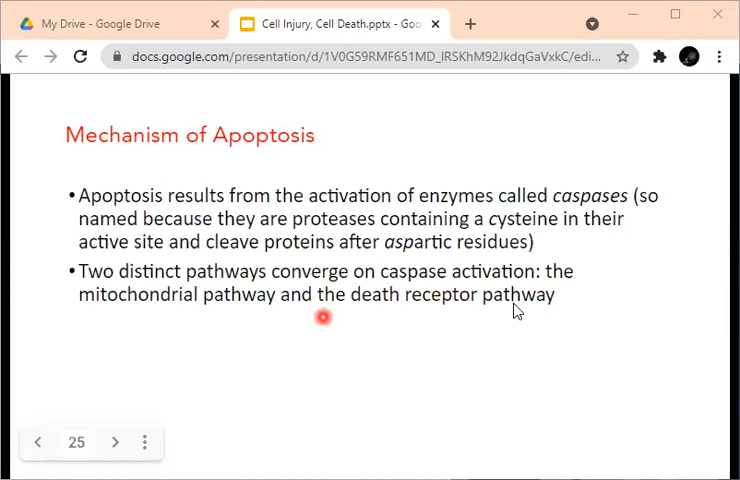 My Drive - Google Drive
Cell Injury, Cell Death.pptx - Goo
docs.google.com/presentation/d/1V0G59RMF651MD_lRSKhM92JkdqGaVxkC/edi...
Mechanism of Apoptosis
• Apoptosis results from the activation of enzymes called caspases (so
named because they are proteases containing a cysteine in their
active site and cleave proteins after aspartic residues)
• Two distinct pathways converge on caspase activation: the
mitochondrial pathway and the death receptor pathway
25